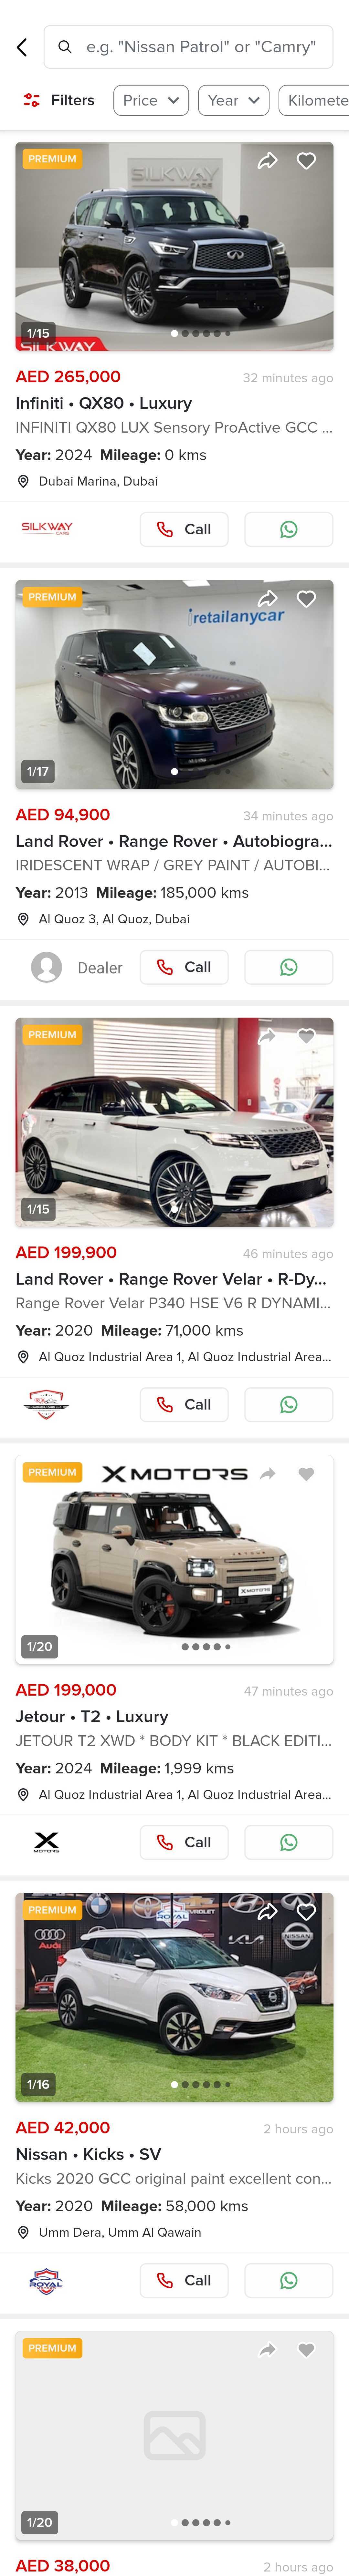 e.g. "Nissan Patrol" or "Camry"
Filters
Price
Year
Kilomete
PREMIUM
SILKWAY
CARS
1/15
SILKWAY
AED 265,000
32 minutes ago
Infiniti • QX80 • Luxury
INFINITI QX80 LUX Sensory ProActive GCC ...
Year: 2024 Mileage: 0 kms
Dubai Marina, Dubai
SILKWAY
CARS
Call
PREMIUM
retailanycar
1/17
AED 94,900
34 minutes ago
Land Rover • Range Rover • Autobiogra...
IRIDESCENT WRAP / GREY PAINT / AUTOBI...
Year: 2013 Mileage: 185,000 kms
Al Quoz 3, Al Quoz, Dubai
Dealer
Call
PREMIUM
RANGE ROVER
1/15
AED 199,900
46 minutes ago
Land Rover • Range Rover Velar • R-Dy...
Range Rover Velar P340 HSE V6 R DYNAMI...
Year: 2020 Mileage: 71,000 kms
Al Quoz Industrial Area 1, Al Quoz Industrial Area...
Call
PREMIUM
XMOTORS
JETOUR
XMOTORS
1/20
AED 199,000
47 minutes ago
Jetour • T2 • Luxury
JETOUR T2 XWD * BODY KIT * BLACK EDITI...
Year: 2024 Mileage: 1,999 kms
Al Quoz Industrial Area 1, Al Quoz Industrial Area...
X
MOTORS
Call
PREMIUM
Audi
ROYAL
CHEVROLET
KIA
NISSAN
1/16
AED 42,000
2 hours ago
Nissan • Kicks • SV
Kicks 2020 GCC original paint excellent con...
Year: 2020 Mileage: 58,000 kms
Umm Dera, Umm Al Qawain
ROYAL
Call
PREMIUM
1/20
AED 38,000
2 hours ago